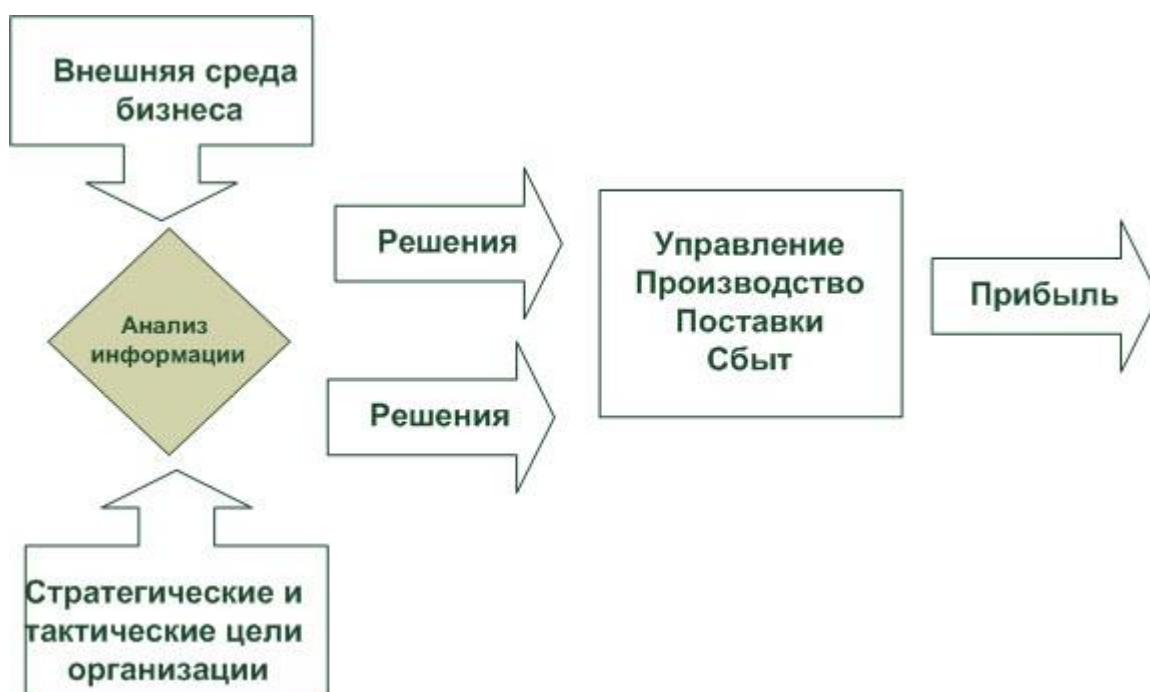 Внешняя среда
бизнеса
Анализ
информации
Стратегические и
тактические цели
организации
Решения
Решения
Управление
Производство
Поставки
Сбыт
Прибыль